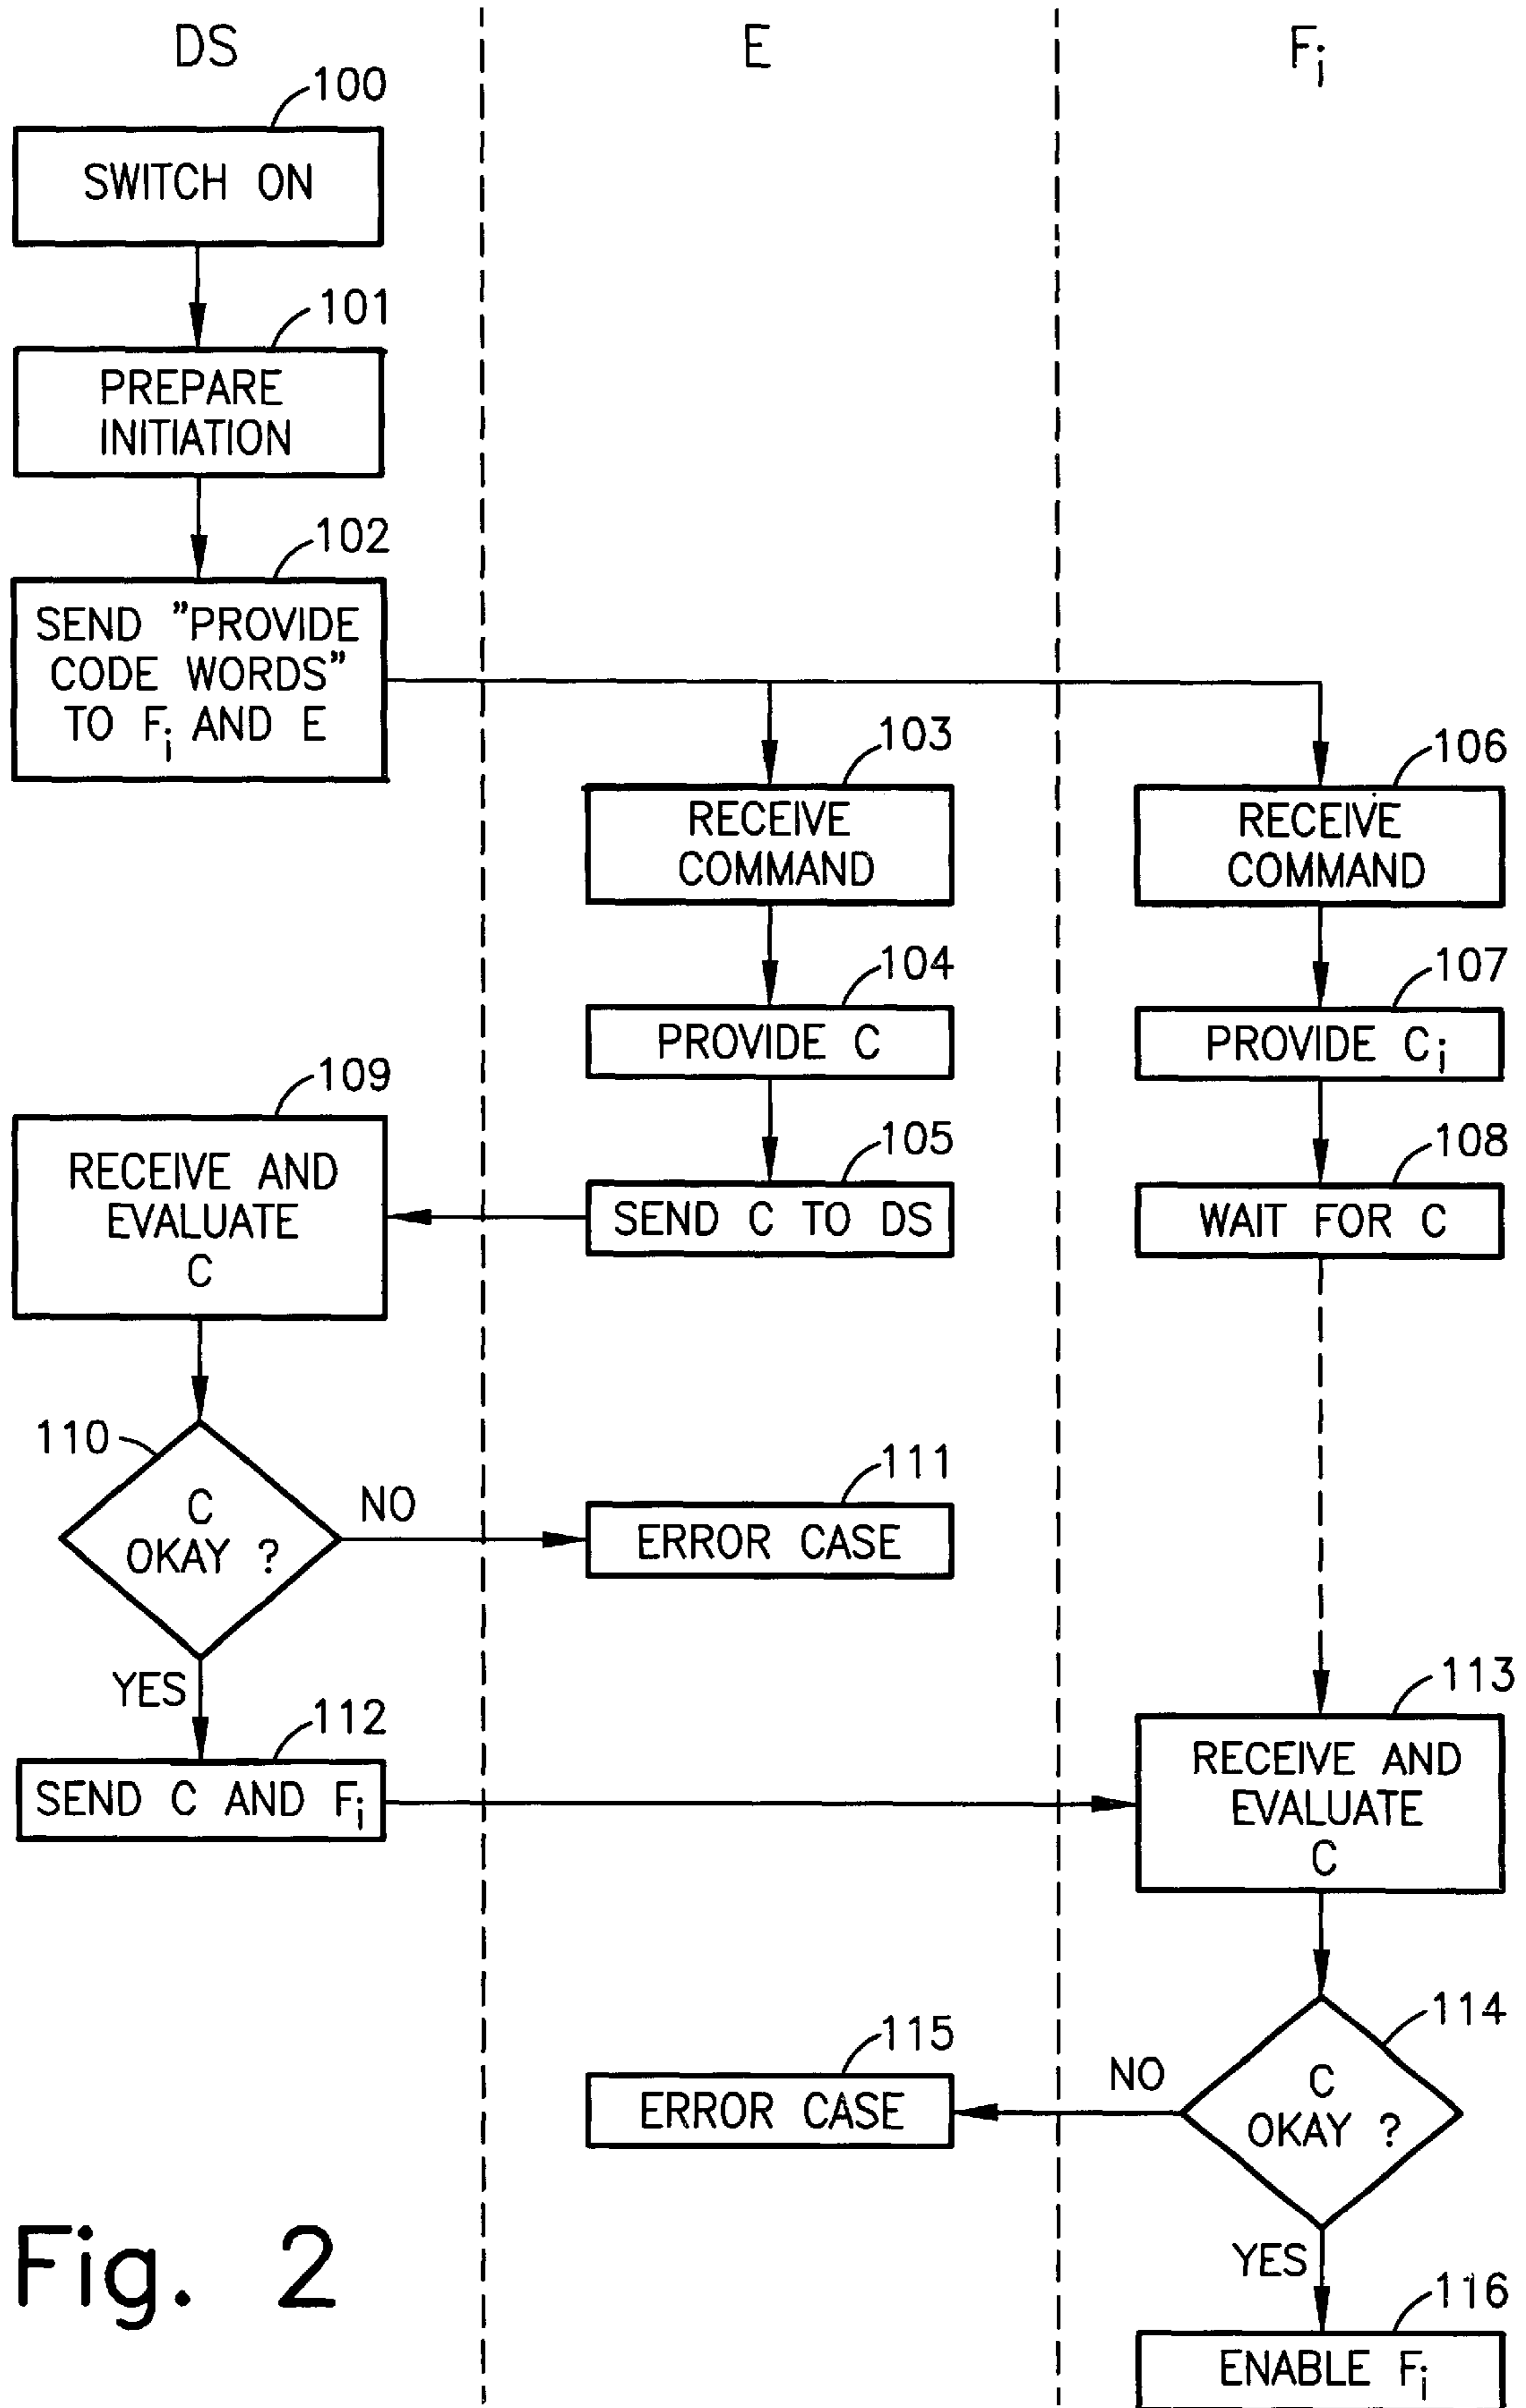 DS
E
Fi
100
SWITCH ON
101
PREPARE
INITIATION
102
SEND "PROVIDE
CODE WORDS"
TO Fi AND E
103
RECEIVE
COMMAND
106
RECEIVE
COMMAND
104
PROVIDE C
107
PROVIDE Ci
109
RECEIVE AND
EVALUATE
C
105
SEND C TO DS
108
WAIT FOR C
110
C
OKAY ?
NO
111
ERROR CASE
YES
112
SEND C AND Fi
113
RECEIVE AND
EVALUATE
C
114
C
OKAY ?
NO
115
ERROR CASE
YES
116
ENABLE Fi
Fig. 2